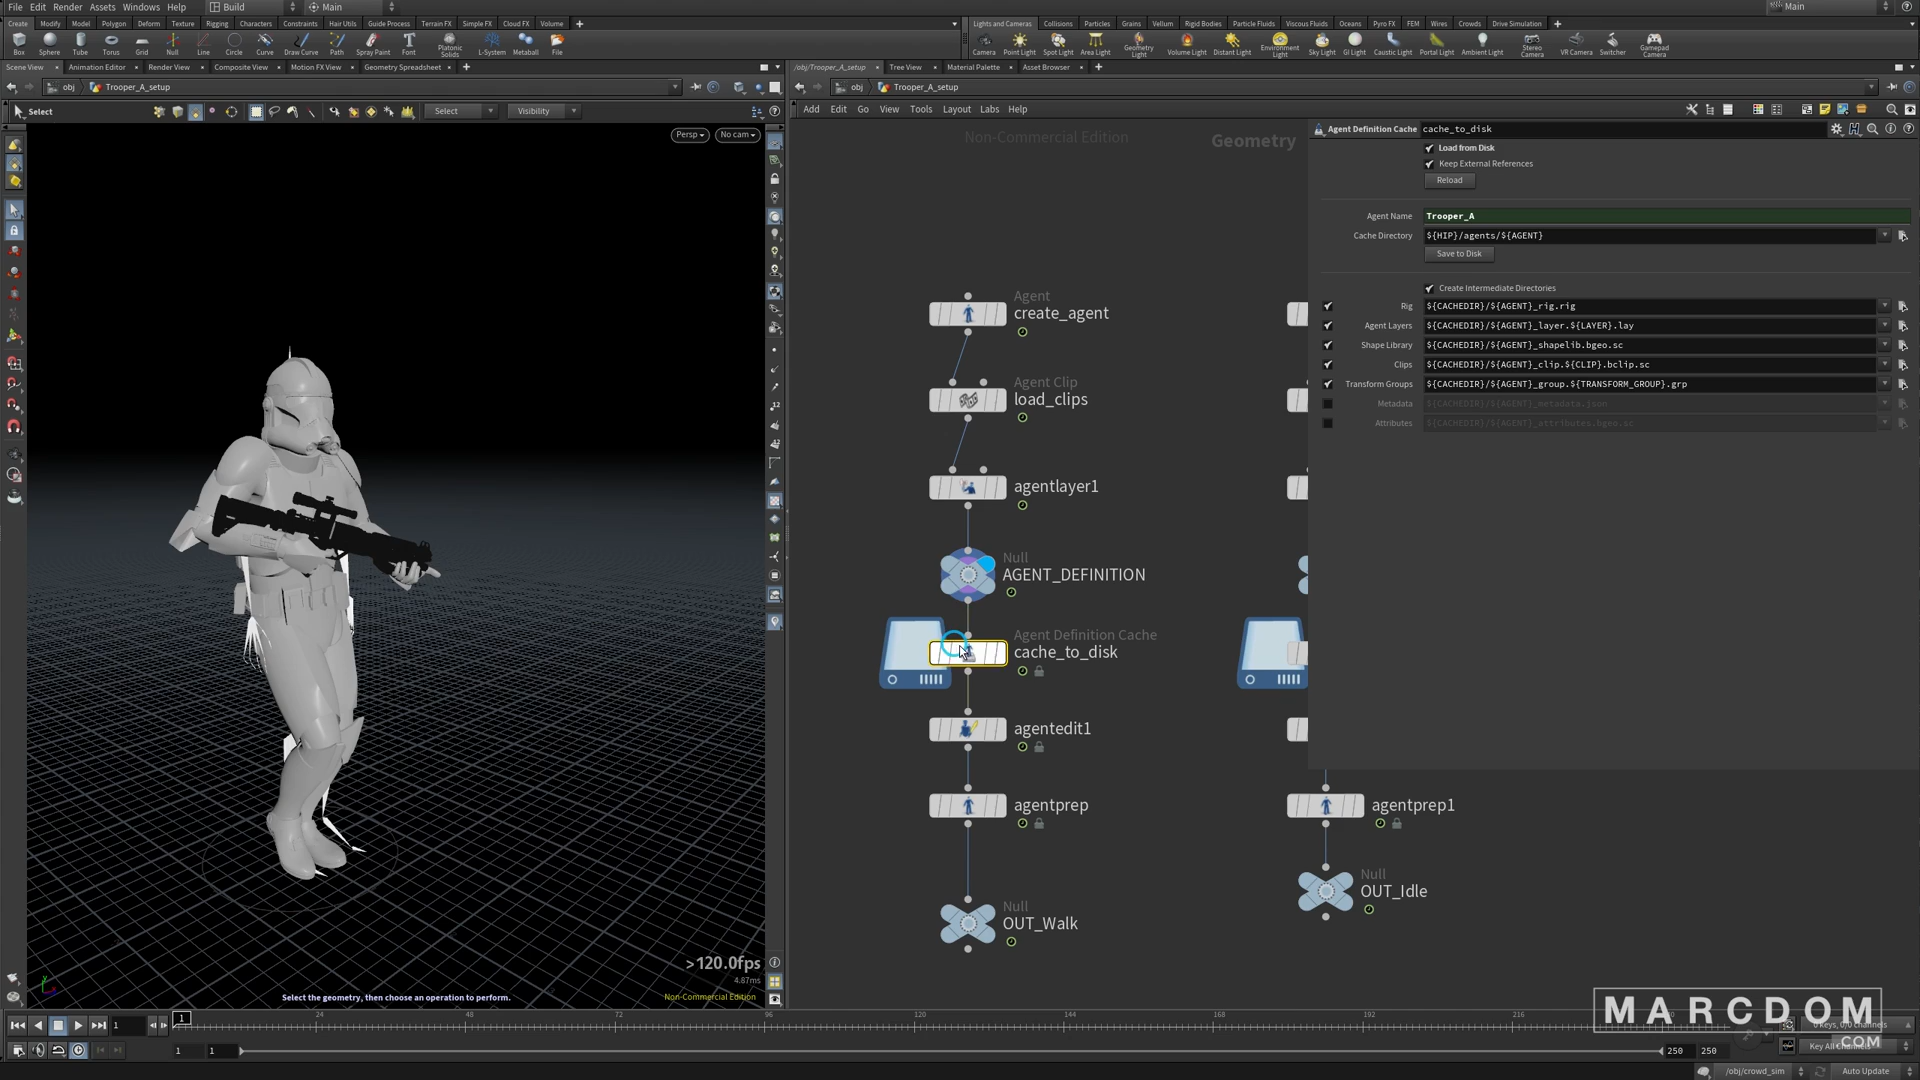 File Edit Render Assets Windows Help Build Main Main
Create Modify Model Polygon Deform Texture Rigging Characters Constraints Hair Utils Guide Process Terrain FX Simple FX Cloud FX Volume
Lights and Cameras Collisions Particles Grains Vellum Rigid Bodies Particle Fluids Viscous Fluids Oceans Pyro FX FEM Wires Crowds Drive Simulation
Box Sphere Tube Torus Grid Null Line Circle Curve Draw Curve Path Spray Paint Font Platonic Solids L-System Metaball File
Camera Point Light Spot Light Area Light Geometry Light Volume Light Distant Light Environment Light Sky Light GI Light Caustic Light Portal Light Ambient Light Stereo Camera VR Camera Switcher Gamepad Camera
Scene View Animation Editor Render View Composite View Motion FX View Geometry Spreadsheet
/obj/Trooper_A_setup Tree View Material Palette Asset Browser
obj Trooper_A_setup
obj Trooper_A_setup
Select Select Visibility
Add Edit Go View Tools Layout Labs Help
Persp No cam
Non-Commercial Edition Geometry
Agent Definition Cache cache_to_disk
Load from Disk
Keep External References
Reload
Agent Name Trooper_A
Cache Directory ${HIP}/agents/${AGENT}
Save to Disk
Create Intermediate Directories
Rig ${CACHEDIR}/${AGENT}_rig.rig
Agent Layers ${CACHEDIR}/${AGENT}_layer.${LAYER}.lay
Shape Library ${CACHEDIR}/${AGENT}_shapelib.bgeo.sc
Clips ${CACHEDIR}/${AGENT}_clip.${CLIP}.bclip.sc
Transform Groups ${CACHEDIR}/${AGENT}_group.${TRANSFORM_GROUP}.grp
Metadata ${CACHEDIR}/${AGENT}_metadata.json
Attributes ${CACHEDIR}/${AGENT}_attributes.bgeo.sc
Agent
create_agent
Agent Clip
load_clips
agentlayer1
Null
AGENT_DEFINITION
Agent Definition Cache
cache_to_disk
agentedit1
agentprep
agentprep1
Null
OUT_Idle
Null
OUT_Walk
>120.0fps
4.87ms
Select the geometry, then choose an operation to perform.
Non-Commercial Edition
MARCDOM
.COM
1 1 24 48 72 96 120 144 168 192 216
0 keys, 0/0 channels
1 1 250 250
Key All Channels
/obj/crowd_sim Auto Update